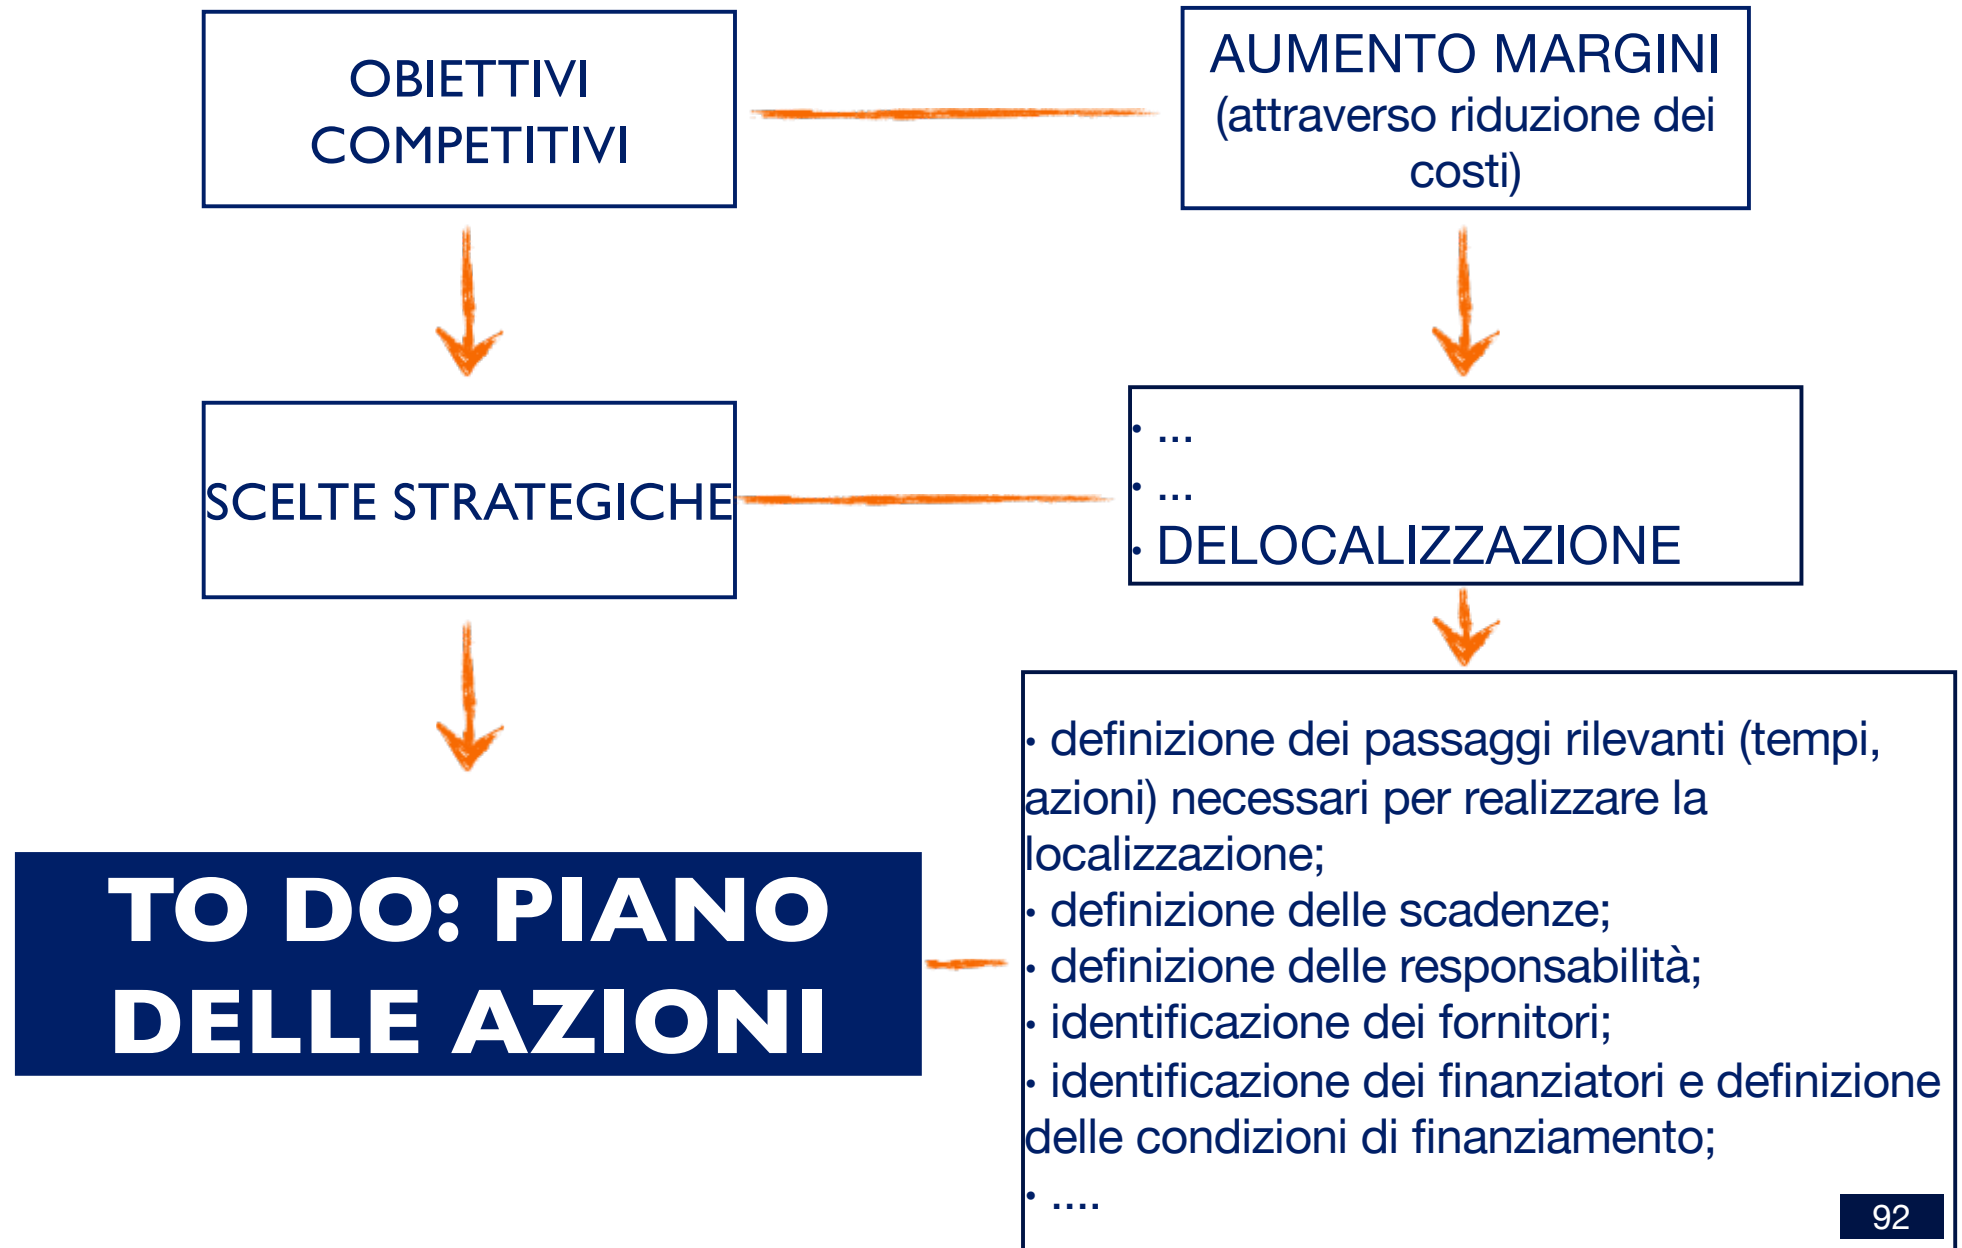 OBIETTIVI
COMPETITIVI
AUMENTO MARGINI
(attraverso riduzione dei
costi)
SCELTE STRATEGICHE
· ...
· ...
· DELOCALIZZAZIONE
TO DO: PIANO
DELLE AZIONI
· definizione dei passaggi rilevanti (tempi,
azioni) necessari per realizzare la
localizzazione;
· definizione delle scadenze;
· definizione delle responsabilità;
· identificazione dei fornitori;
· identificazione dei finanziatori e definizione
delle condizioni di finanziamento;
· ....
92